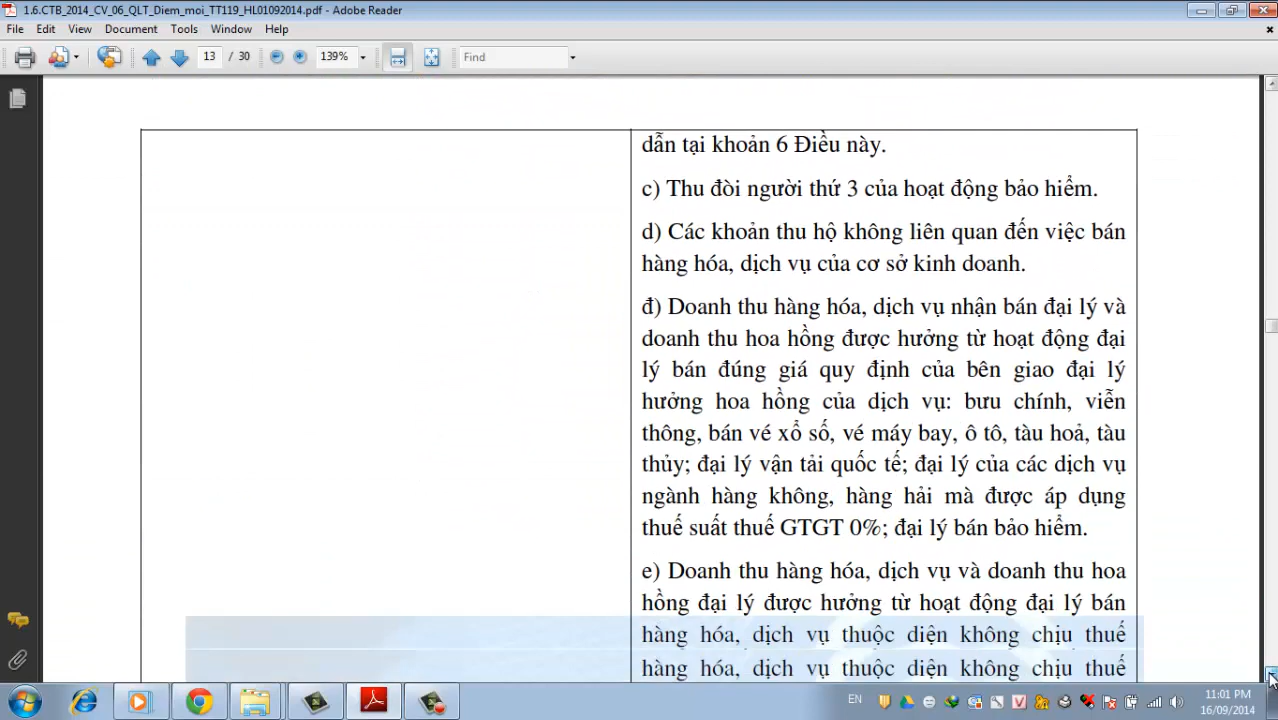 1.6.CTB_2014_CV_06_QLT_Diem_moi_TT119_HL01092014.pdf - Adobe Reader
File Edit View Document Tools Window Help
13 / 30 139% Find
dẫn tại khoản 6 Điều này.
c) Thu đòi người thứ 3 của hoạt động bảo hiểm.
d) Các khoản thu hộ không liên quan đến việc bán
hàng hóa, dịch vụ của cơ sở kinh doanh.
đ) Doanh thu hàng hóa, dịch vụ nhận bán đại lý và
doanh thu hoa hồng được hưởng từ hoạt động đại
lý bán đúng giá quy định của bên giao đại lý
hưởng hoa hồng của dịch vụ: bưu chính, viễn
thông, bán vé xổ số, vé máy bay, ô tô, tàu hoả, tàu
thủy; đại lý vận tải quốc tế; đại lý của các dịch vụ
ngành hàng không, hàng hải mà được áp dụng
thuế suất thuế GTGT 0%; đại lý bán bảo hiểm.
e) Doanh thu hàng hóa, dịch vụ và doanh thu hoa
hồng đại lý được hưởng từ hoạt động đại lý bán
hàng hóa, dịch vụ thuộc diện không chịu thuế
hàng hóa, dịch vụ thuộc diện không chịu thuế
EN
11:01 PM
16/09/2014